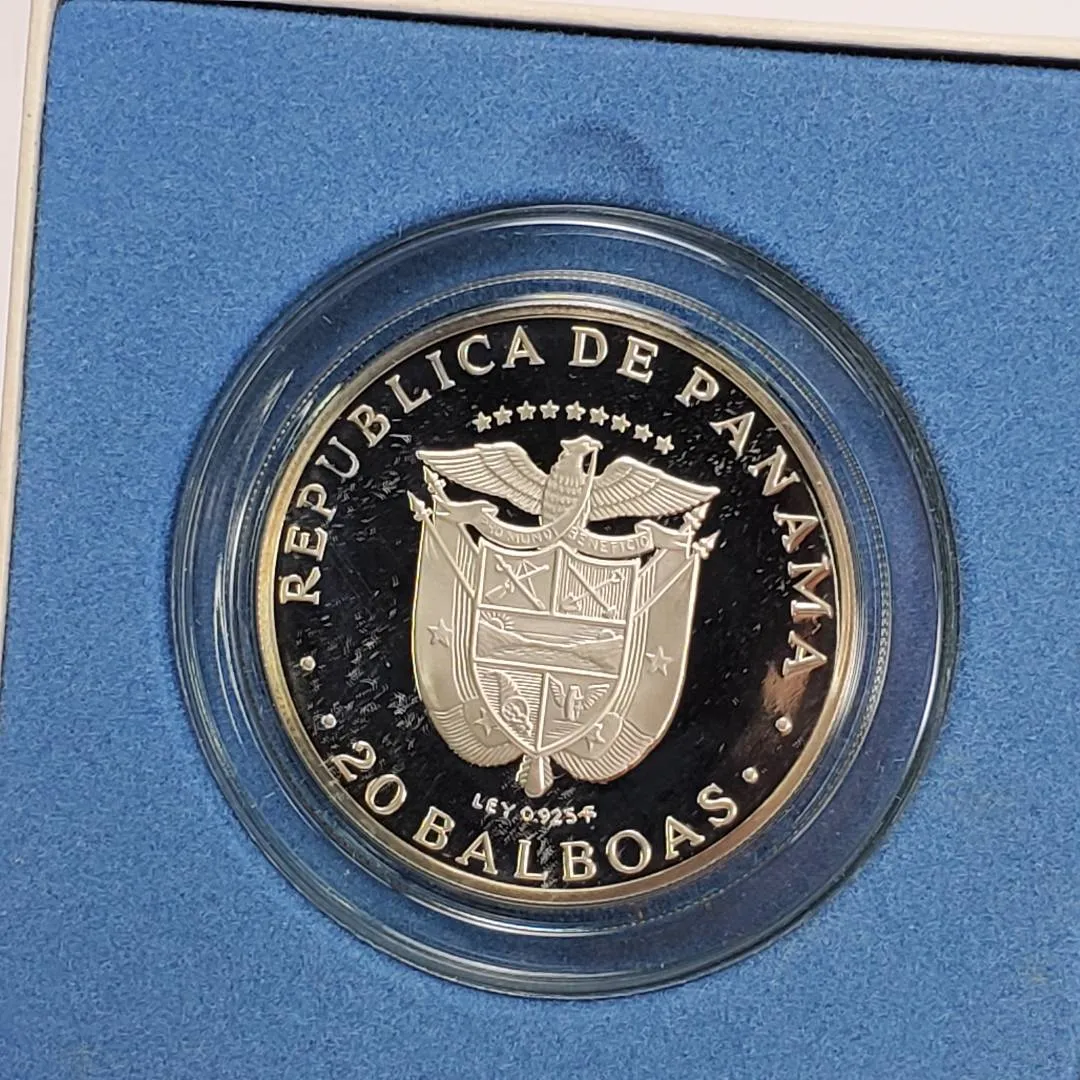 REPUBLICA DE PANAMA
PRO MUNDI BENEFICIO
LEY 0.925 F
· 20 BALBOAS ·